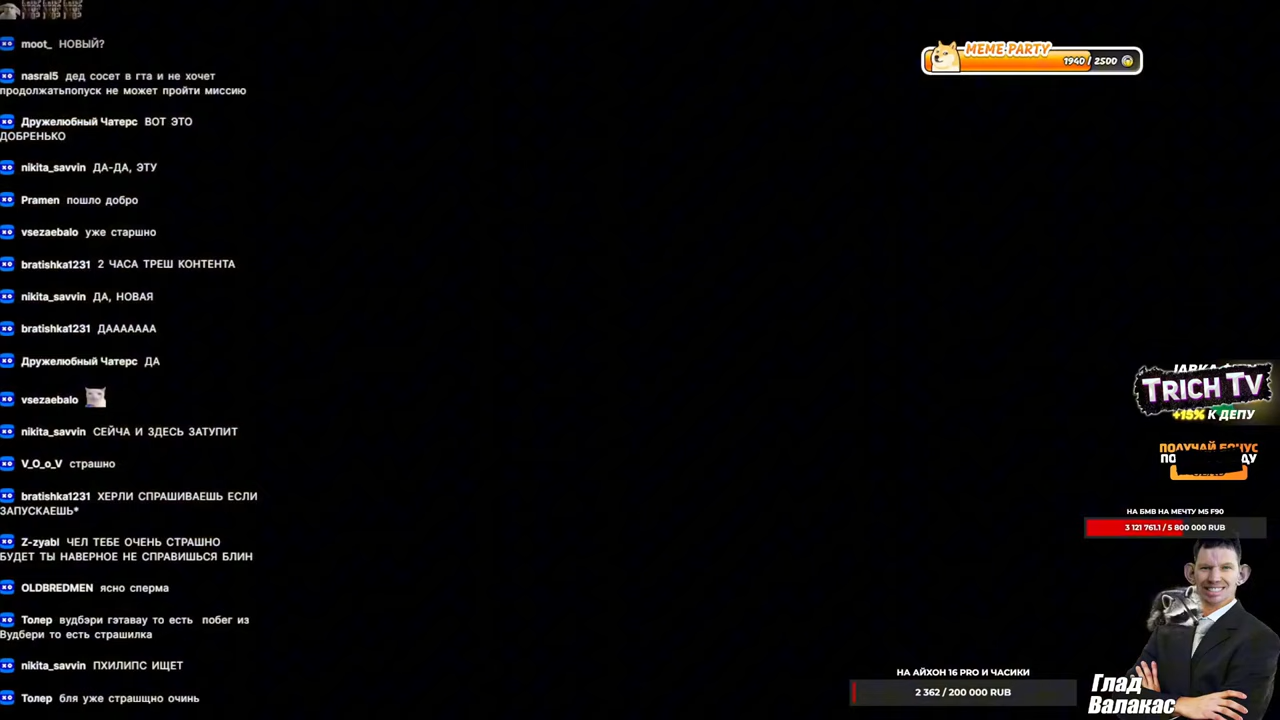 moot_ НОВЫЙ?
nasral5 дед сосет в гта и не хочет
продолжатьпопуск не может пройти миссию
Дружелюбный Чатерс ВОТ ЭТО
ДОБРЕНЬКО
nikita_savvin ДА-ДА, ЭТУ
Pramen пошло добро
vsezaebalo уже старшно
bratishka1231 2 ЧАСА ТРЕШ КОНТЕНТА
nikita_savvin ДА, НОВАЯ
bratishka1231 ДААААААА
Дружелюбный Чатерс ДА
vsezaebalo
nikita_savvin СЕЙЧА И ЗДЕСЬ ЗАТУПИТ
V_O_o_V страшно
bratishka1231 ХЕРЛИ СПРАШИВАЕШЬ ЕСЛИ
ЗАПУСКАЕШЬ*
Z-zyabl ЧЕЛ ТЕБЕ ОЧЕНЬ СТРАШНО
БУДЕТ ТЫ НАВЕРНОЕ НЕ СПРАВИШЬСЯ БЛИН
OLDBREDMEN ясно сперма
Толер вудбэри гэтавау то есть побег из
Вудбери то есть страшилка
nikita_savvin ПХИЛИПС ИЩЕТ
Толер бля уже страшщно очинь
MEME PARTY
1940 / 2500
TRICH TV
+15% К ДЕПУ
ПОЛУЧАЙ БОНУС
НА БМВ НА МЕЧТУ M5 F90
3 121 761.1 / 5 800 000 RUB
НА АЙХОН 16 PRO И ЧАСИКИ
2 362 / 200 000 RUB
Глад
Валакас